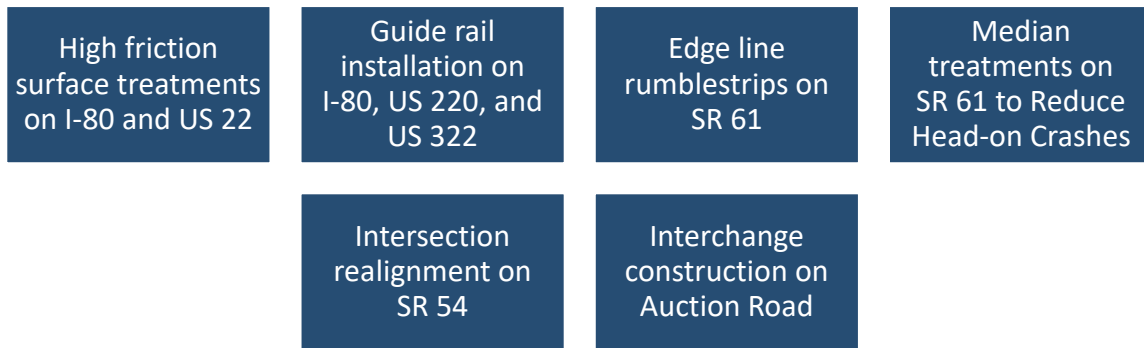 High friction
surface treatments
on I-80 and US 22
Guide rail
installation on
I-80, US 220, and
US 322
Edge line
rumblestrips on
SR 61
Median
treatments on
SR 61 to Reduce
Head-on Crashes
Intersection
realignment on
SR 54
Interchange
construction on
Auction Road